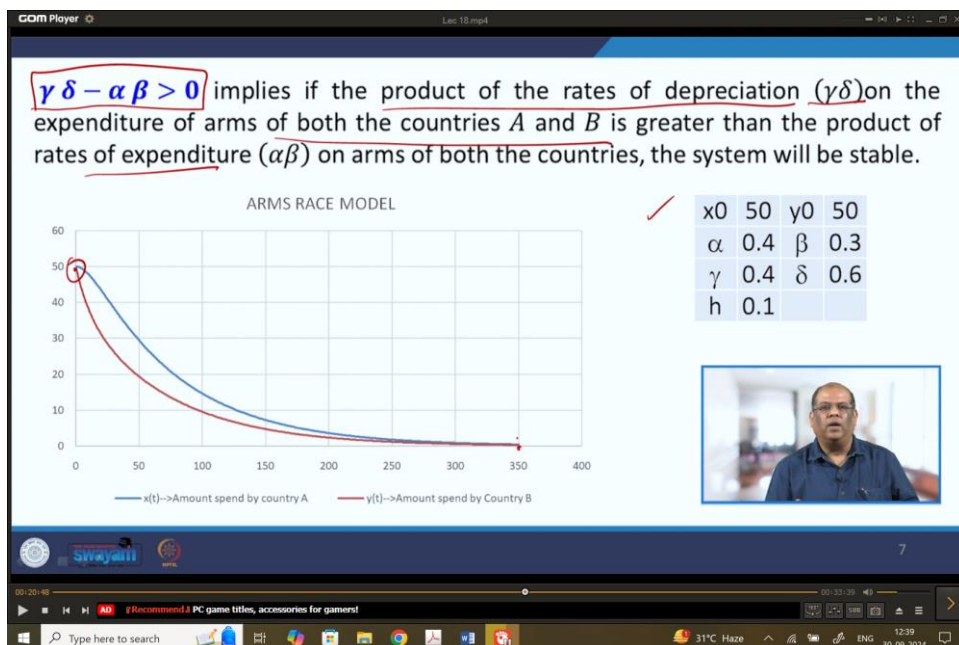 GOM Player
Lec 18.mp4
γ δ − α β > 0 implies if the product of the rates of depreciation (γδ)on the
expenditure of arms of both the countries A and B is greater than the product of
rates of expenditure (αβ) on arms of both the countries, the system will be stable.
ARMS RACE MODEL
60
50
40
30
20
10
0
0 50 100 150 200 250 300 350 400
x(t)-->Amount spend by country A y(t)-->Amount spend by Country B
x0 50 y0 50
α 0.4 β 0.3
γ 0.4 δ 0.6
h 0.1
swayam
7
00:20:48
00:33:39
AD Recommend PC game titles, accessories for gamers!
Type here to search
31°C Haze
ENG
12:39
30-09-2024